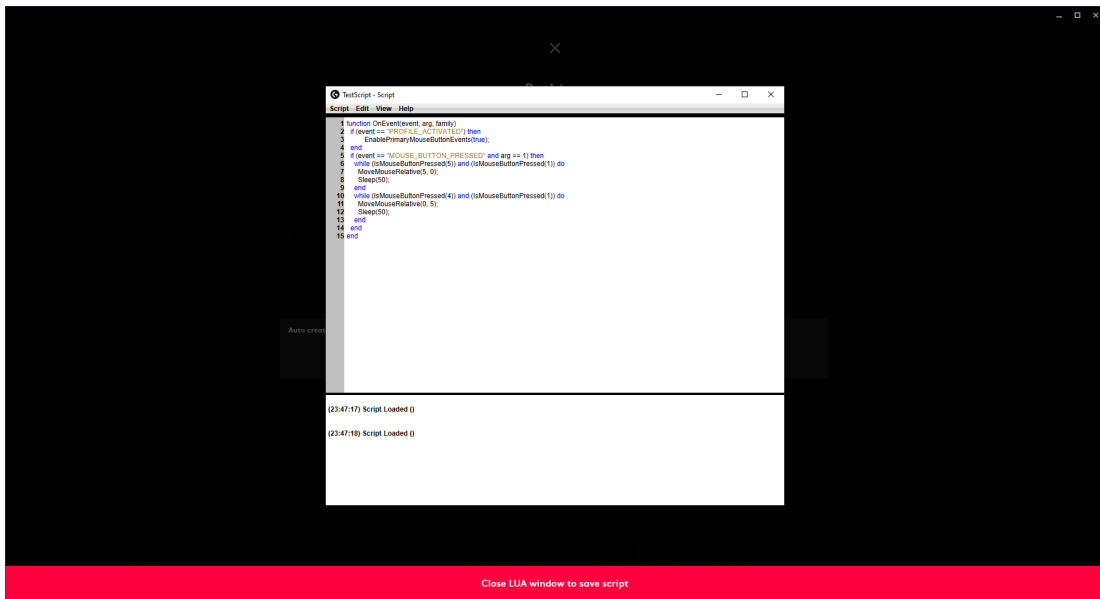 TestScript - Script
Script Edit View Help
1 function OnEvent(event, arg, family)
2 if (event == "PROFILE_ACTIVATED") then
3 EnablePrimaryMouseButtonEvents(true);
4 end
5 if (event == "MOUSE_BUTTON_PRESSED" and arg == 1) then
6 while (IsMouseButtonPressed(5)) and (IsMouseButtonPressed(1)) do
7 MoveMouseRelative(5, 0);
8 Sleep(50);
9 end
10 while (IsMouseButtonPressed(4)) and (IsMouseButtonPressed(1)) do
11 MoveMouseRelative(0, 5);
12 Sleep(50);
13 end
14 end
15 end
Auto creat
(23:47:17) Script Loaded ()
(23:47:18) Script Loaded ()
Close LUA window to save script